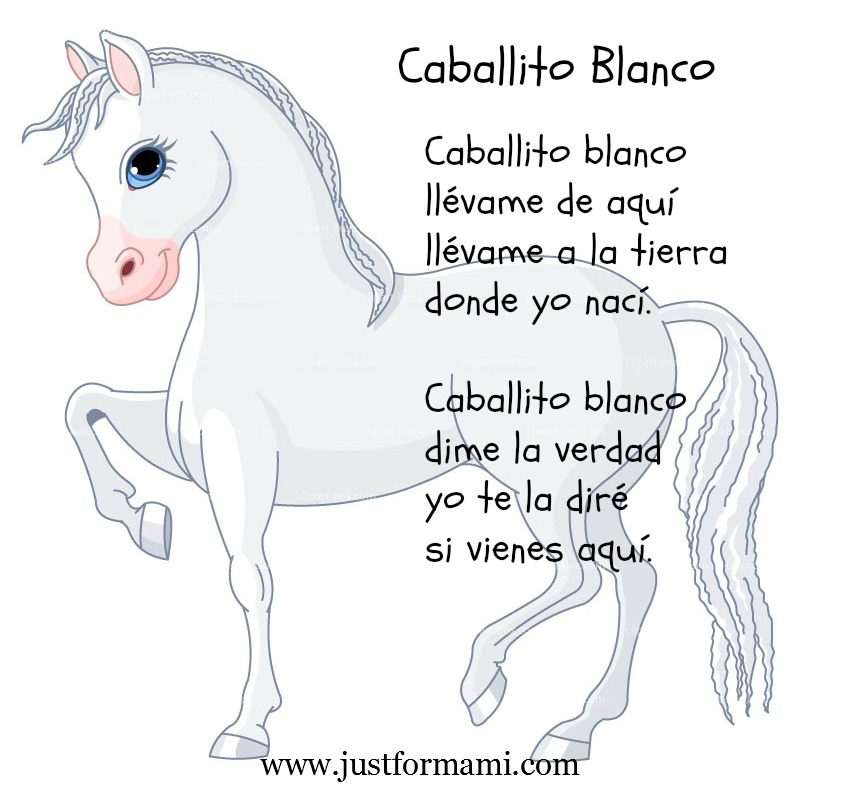 Caballito Blanco
Caballito blanco
llévame de aquí
llévame a la tierra
donde yo nací.
Caballito blanco
dime la verdad
yo te la diré
si vienes aquí.
www.justformami.com